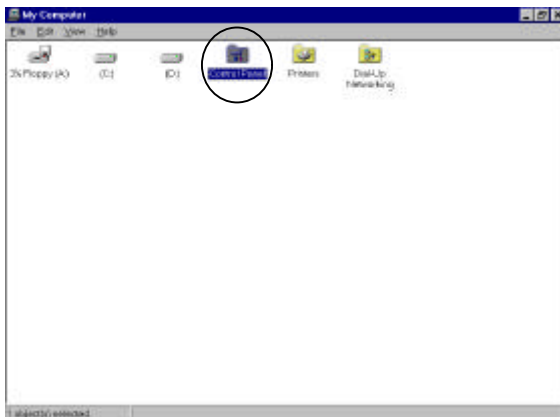 My Computer
File Edit View Help
3½ Floppy (A:) (C:) (D:) Control Panel Printers Dial-Up
Networking
1 object(s) selected